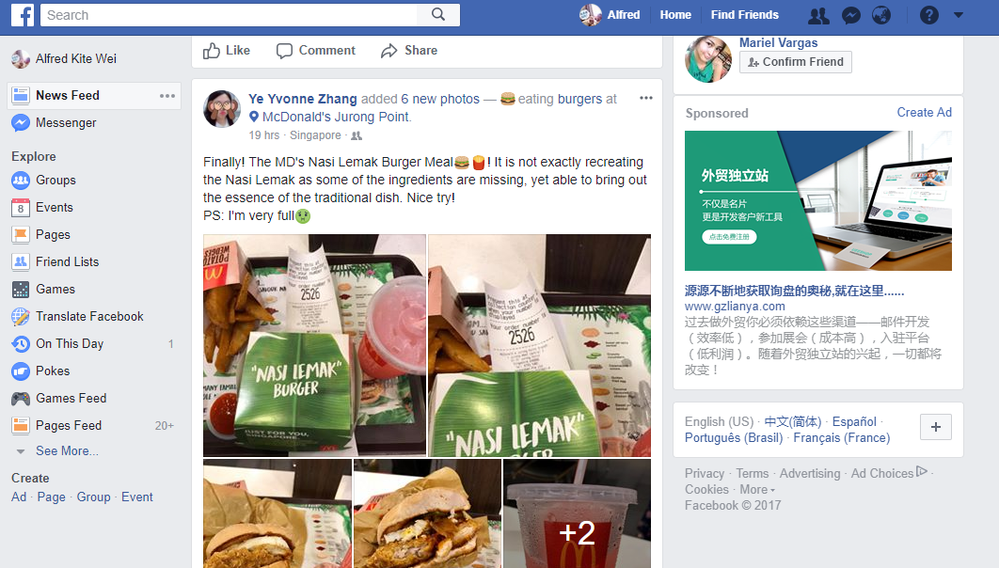 Search
Alfred
Home
Find Friends
Alfred Kite Wei
News Feed
Messenger
Explore
Groups
8
Events
Pages
Friend Lists
Games
Translate Facebook
On This Day 1
Pokes
Games Feed
Pages Feed 20+
See More...
Create
Ad · Page · Group · Event
Like Comment Share
Ye Yvonne Zhang added 6 new photos — eating burgers at
McDonald's Jurong Point.
19 hrs · Singapore ·
Finally! The MD's Nasi Lemak Burger Meal! It is not exactly recreating
the Nasi Lemak as some of the ingredients are missing, yet able to bring out
the essence of the traditional dish. Nice try!
PS: I'm very full
POTATO
WEDGES
2526
"NASI LEMAK"
BURGER
JUST FOR YOU,
SINGAPORE.
2526
"NASI LEMAK"
+2
Mariel Vargas
Confirm Friend
Sponsored
Create Ad
外贸独立站
不仅是名片
更是开发客户新工具
点击免费注册
源源不断地获取询盘的奥秘,就在这里......
www.gzlianya.com
过去做外贸你必须依赖这些渠道——邮件开发
（效率低），参加展会（成本高），入驻平台
（低利润）。随着外贸独立站的兴起，一切都将
改变！
English (US) · 中文(简体) · Español ·
Português (Brasil) · Français (France)
Privacy · Terms · Advertising · Ad Choices ·
Cookies · More
Facebook © 2017